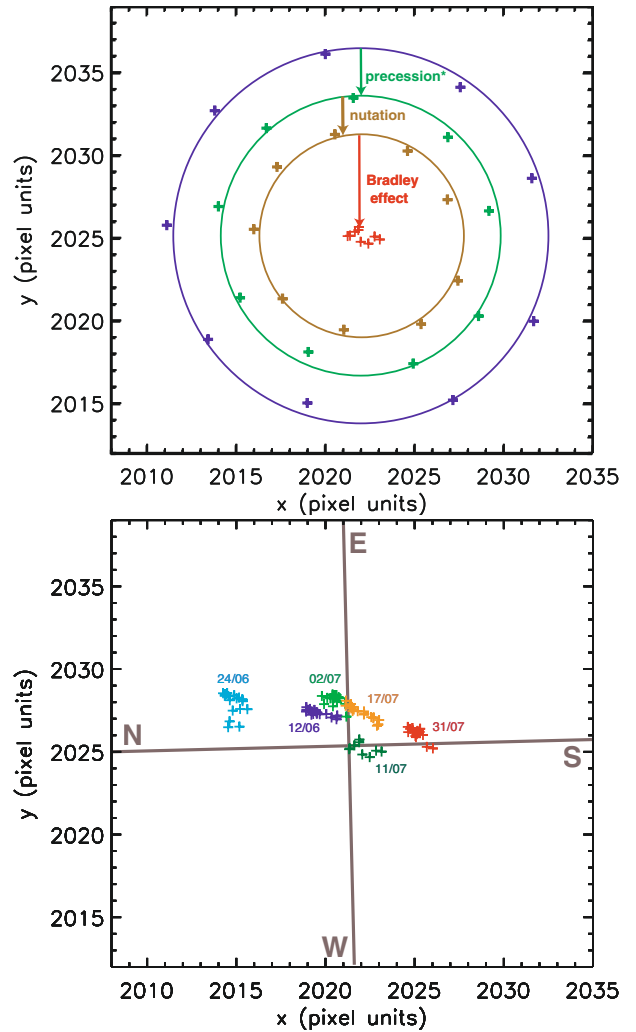 2035
2030
2025
2020
2015
y (pixel units)
precession*
nutation
Bradley
effect
2010 2015 2020 2025 2030 2035
x (pixel units)
2035
2030
2025
2020
2015
y (pixel units)
E
24/06
02/07
17/07
12/06
31/07
N
S
11/07
W
2010 2015 2020 2025 2030 2035
x (pixel units)